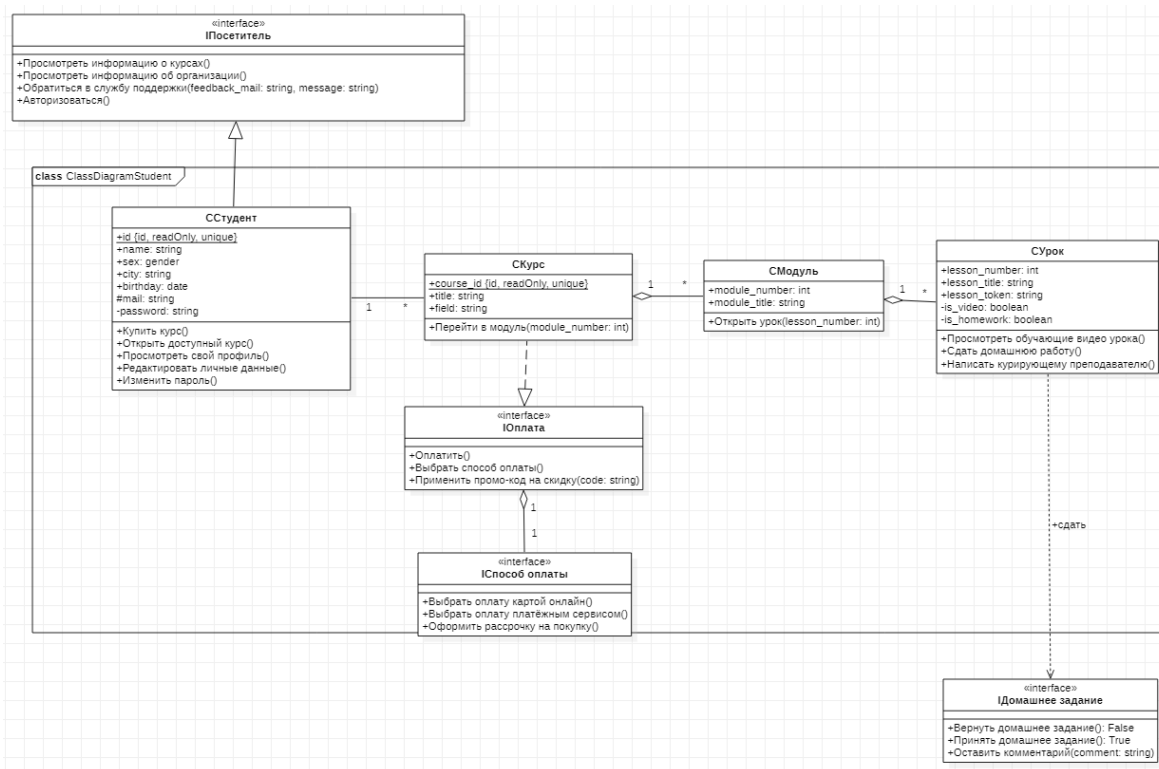 «interface»
IПосетитель
+Просмотреть информацию о курсах()
+Просмотреть информацию об организации()
+Обратиться в службу поддержки(feedback_mail: string, message: string)
+Авторизоваться()
class ClassDiagramStudent
ССтудент
+id {id, readOnly, unique}
+name: string
+sex: gender
+city: string
+birthday: date
#mail: string
-password: string
+Купить курс()
+Открыть доступный курс()
+Просмотреть свой профиль()
+Редактировать личные данные()
+Изменить пароль()
1
*
СКурс
+course_id {id, readOnly, unique}
+title: string
+field: string
+Перейти в модуль(module_number: int)
1
*
СМодуль
+module_number: int
+module_title: string
+Открыть урок(lesson_number: int)
1
*
СУрок
+lesson_number: int
+lesson_title: string
+lesson_token: string
-is_video: boolean
-is_homework: boolean
+Просмотреть обучающие видео урока()
+Сдать домашнюю работу()
+Написать курирующему преподавателю()
«interface»
IОплата
+Оплатить()
+Выбрать способ оплаты()
+Применить промо-код на скидку(code: string)
1
1
«interface»
IСпособ оплаты
+Выбрать оплату картой онлайн()
+Выбрать оплату платёжным сервисом()
+Оформить рассрочку на покупку()
+сдать
«interface»
IДомашнее задание
+Вернуть домашнее задание(): False
+Принять домашнее задание(): True
+Оставить комментарий(comment: string)